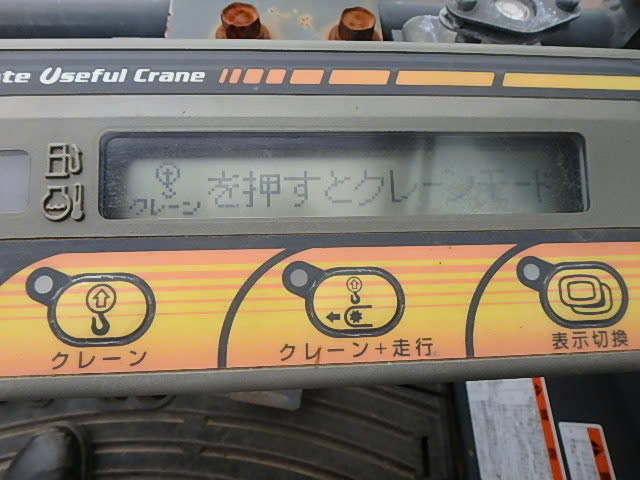 Useful Crane
クレーン を押すとクレーンモード
クレーン
クレーン+走行
表示切換